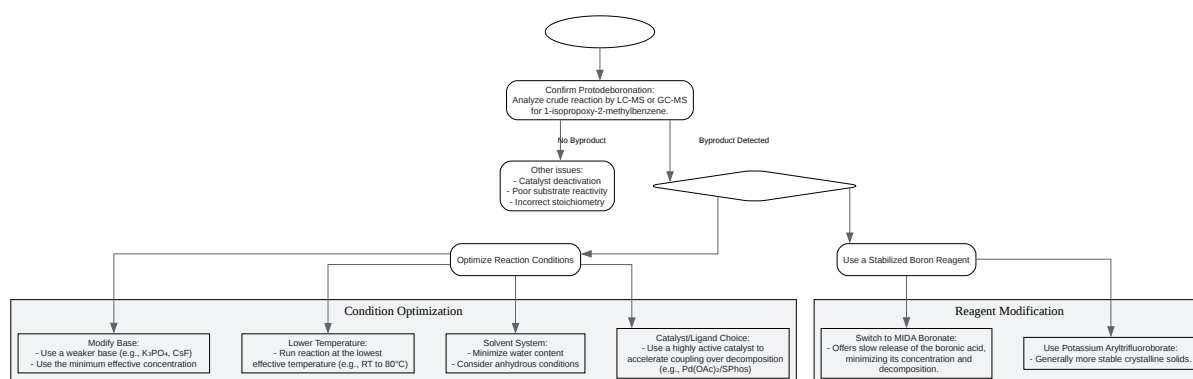 Confirm Protodeboronation:
Analyze crude reaction by LC-MS or GC-MS
for 1-isopropoxy-2-methylbenzene.
No Byproduct
Byproduct Detected
Other issues:
- Catalyst deactivation
- Poor substrate reactivity
- Incorrect stoichiometry
Optimize Reaction Conditions
Use a Stabilized Boron Reagent
Condition Optimization
Modify Base:
- Use a weaker base (e.g., K₃PO₄, CsF)
- Use the minimum effective concentration
Lower Temperature:
- Run reaction at the lowest
effective temperature (e.g., RT to 80°C)
Solvent System:
- Minimize water content
- Consider anhydrous conditions
Catalyst/Ligand Choice:
- Use a highly active catalyst to
accelerate coupling over decomposition
(e.g., Pd(OAc)₂/SPhos)
Reagent Modification
Switch to MIDA Boronate:
- Offers slow release of the boronic acid,
minimizing its concentration and
decomposition.
Use Potassium Aryltrifluoroborate:
- Generally more stable crystalline solids.